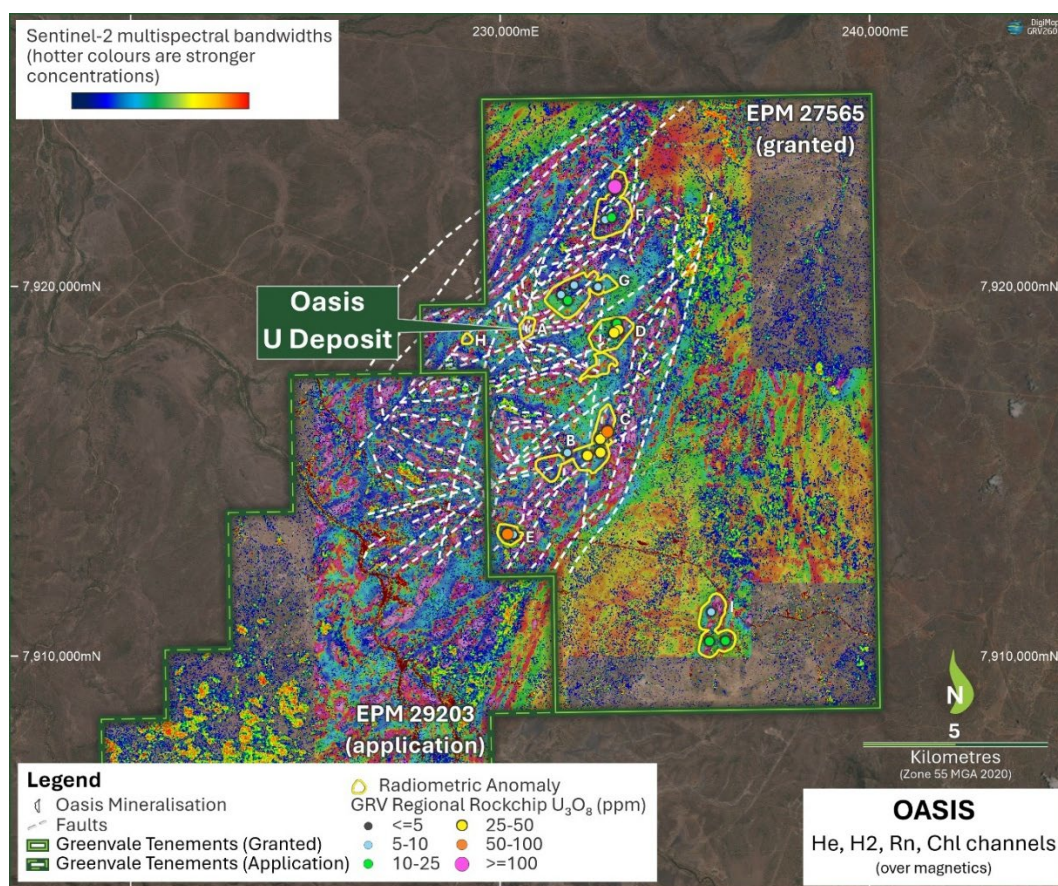 Sentinel-2 multispectral bandwidths
(hotter colours are stronger
concentrations)
230,000mE
240,000mE
DigiMap
EPM 27565
(granted)
F
7,920,000mN
7,920,000mN
G
Oasis
U Deposit
A
D
H
C
B
E
I
7,910,000mN
7,910,000mN
EPM 29203
(application)
N
5
Kilometres
(Zone 55 MGA 2020)
Legend
Oasis Mineralisation
Faults
Greenvale Tenements (Granted)
Greenvale Tenements (Application)
Radiometric Anomaly
GRV Regional Rockchip U₃O₈ (ppm)
<=5
5-10
10-25
25-50
50-100
>=100
OASIS
He, H2, Rn, Chl channels
(over magnetics)